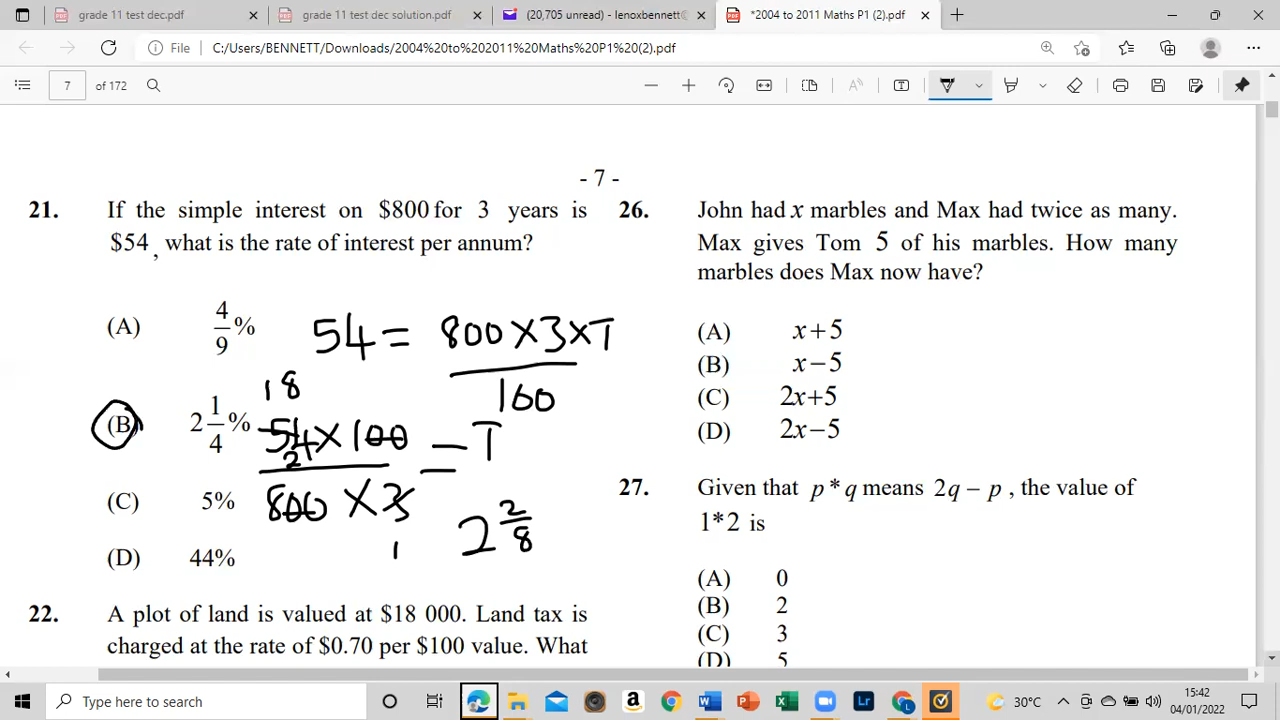 grade 11 test dec.pdf
grade 11 test dec solution.pdf
(20,705 unread) - lenoxbennett@
*2004 to 2011 Maths P1 (2).pdf
File
C:/Users/BENNETT/Downloads/2004%20to%202011%20Maths%20P1%20(2).pdf
7
of 172
- 7 -
21. If the simple interest on $800 for 3 years is
$54, what is the rate of interest per annum?
(A) 4/9 %
(B) 2 1/4 %
(C) 5%
(D) 44%
54 = 800 × 3 × T
100
18
54 × 100 = T
2
800 × 3
1
2 2/8
22. A plot of land is valued at $18 000. Land tax is
charged at the rate of $0.70 per $100 value. What
26. John had x marbles and Max had twice as many.
Max gives Tom 5 of his marbles. How many
marbles does Max now have?
(A) x+5
(B) x−5
(C) 2x+5
(D) 2x−5
27. Given that p * q means 2q − p , the value of
1*2 is
(A) 0
(B) 2
(C) 3
(D) 5
Type here to search
30°C
15:42
04/01/2022